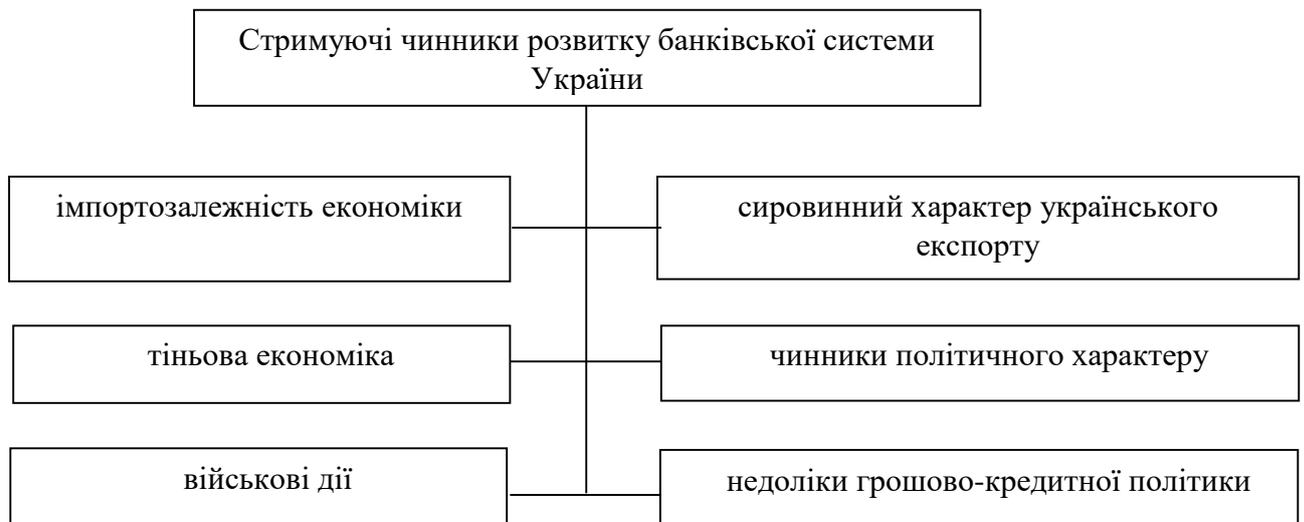 Стримуючі чинники розвитку банківської системи
України
імпортозалежність економіки
сировинний характер українського
експорту
тіньова економіка
чинники політичного характеру
військові дії
недоліки грошово-кредитної політики